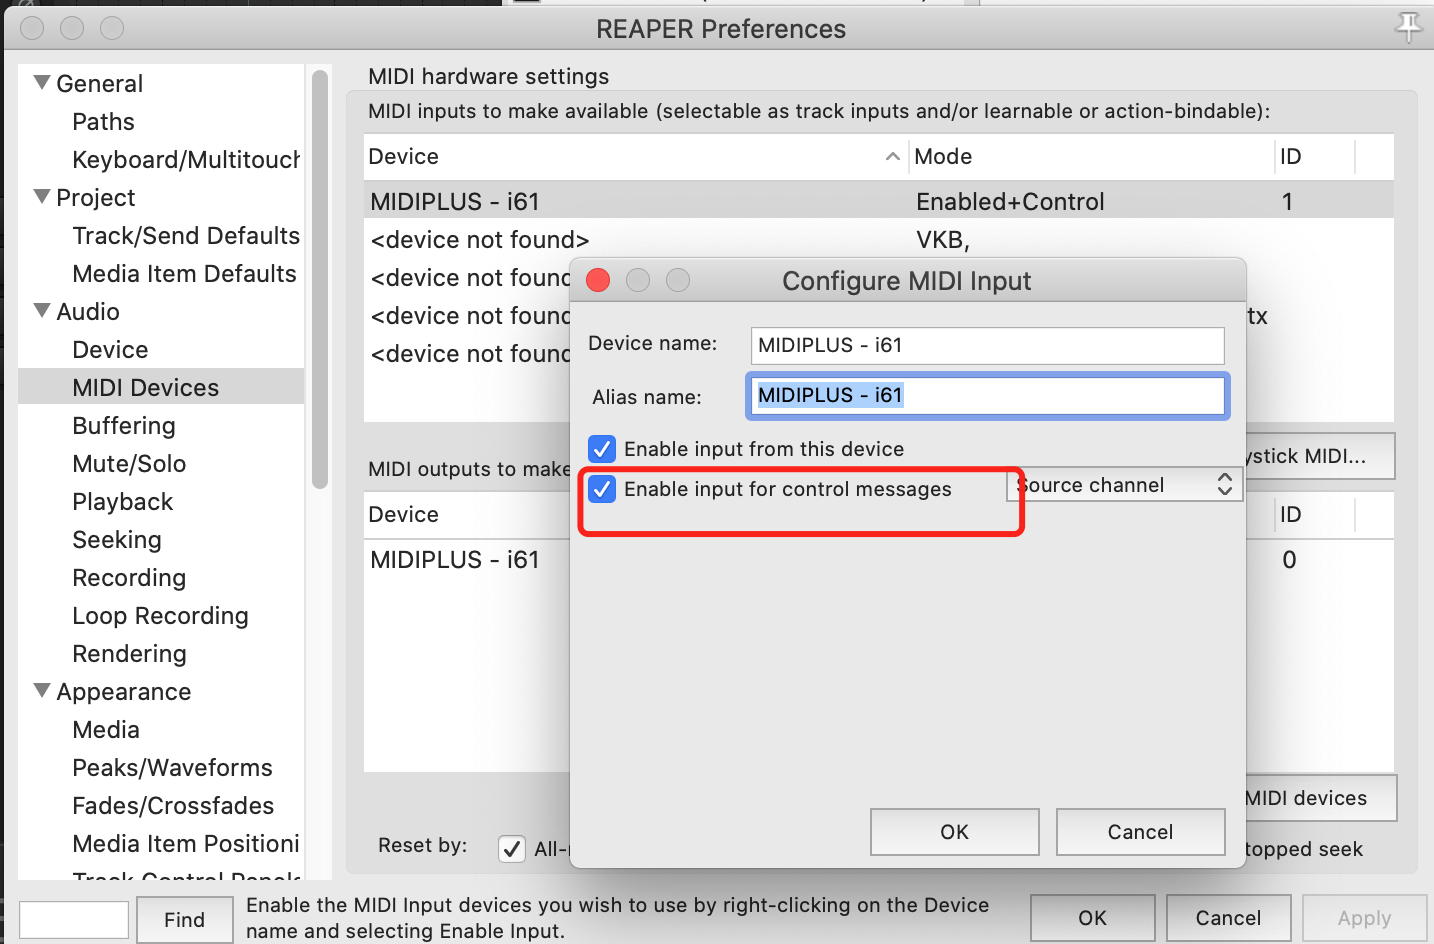 REAPER Preferences
General
Paths
Keyboard/Multitouch
Project
Track/Send Defaults
Media Item Defaults
Audio
Device
MIDI Devices
Buffering
Mute/Solo
Playback
Seeking
Recording
Loop Recording
Rendering
Appearance
Media
Peaks/Waveforms
Fades/Crossfades
Media Item Positioni
Track Control Panels
Find
MIDI hardware settings
MIDI inputs to make available (selectable as track inputs and/or learnable or action-bindable):
Device Mode ID
MIDIPLUS - i61 Enabled+Control 1
<device not found> VKB,
<device not found
<device not found tx
<device not found
ystick MIDI...
MIDI outputs to make
Device ID
MIDIPLUS - i61 0
MIDI devices
Reset by: All- topped seek
Configure MIDI Input
Device name: MIDIPLUS - i61
Alias name: MIDIPLUS - i61
Enable input from this device
Enable input for control messages Source channel
OK Cancel
Enable the MIDI Input devices you wish to use by right-clicking on the Device
name and selecting Enable Input.
OK Cancel Apply